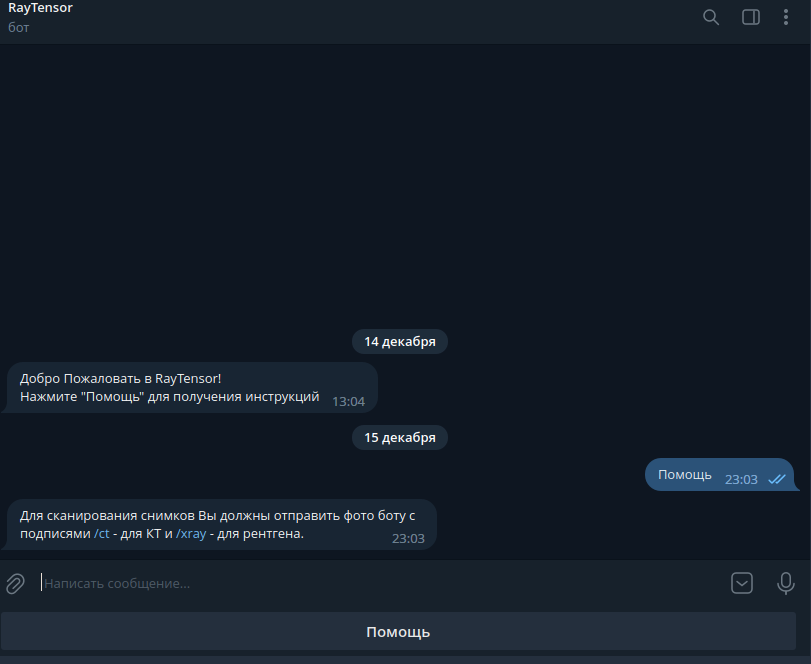 RayTensor
бот
14 декабря
Добро Пожаловать в RayTensor!
Нажмите "Помощь" для получения инструкций 13:04
15 декабря
Помощь 23:03
Для сканирования снимков Вы должны отправить фото боту с
подписями /ct - для КТ и /xray - для рентгена. 23:03
Написать сообщение...
Помощь